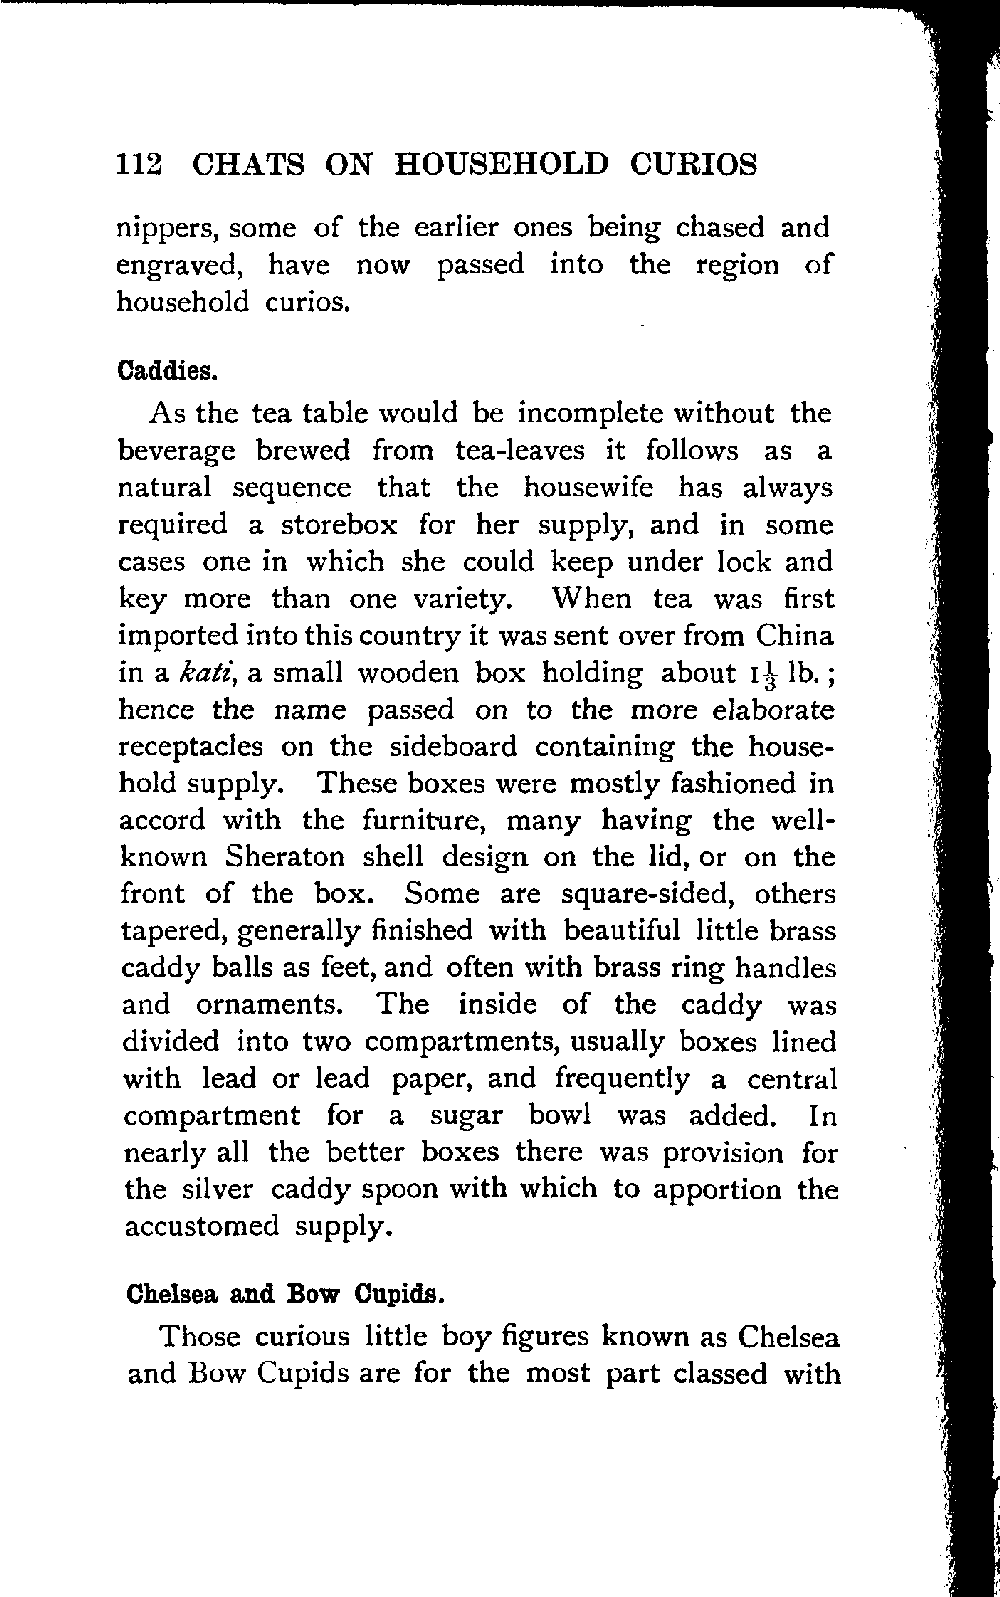 112 CHATS ON HOUSEHOLD CURIOS
nippers, some of the earlier ones being chased and
engraved, have now passed into the region of
household curios.
Caddies.
As the tea table would be incomplete without the
beverage brewed from tea-leaves it follows as a
natural sequence that the housewife has always
required a storebox for her supply, and in some
cases one in which she could keep under lock and
key more than one variety. When tea was first
imported into this country it was sent over from China
in a kati, a small wooden box holding about 1⅓ lb.;
hence the name passed on to the more elaborate
receptacles on the sideboard containing the house-
hold supply. These boxes were mostly fashioned in
accord with the furniture, many having the well-
known Sheraton shell design on the lid, or on the
front of the box. Some are square-sided, others
tapered, generally finished with beautiful little brass
caddy balls as feet, and often with brass ring handles
and ornaments. The inside of the caddy was
divided into two compartments, usually boxes lined
with lead or lead paper, and frequently a central
compartment for a sugar bowl was added. In
nearly all the better boxes there was provision for
the silver caddy spoon with which to apportion the
accustomed supply.
Chelsea and Bow Cupids.
Those curious little boy figures known as Chelsea
and Bow Cupids are for the most part classed with